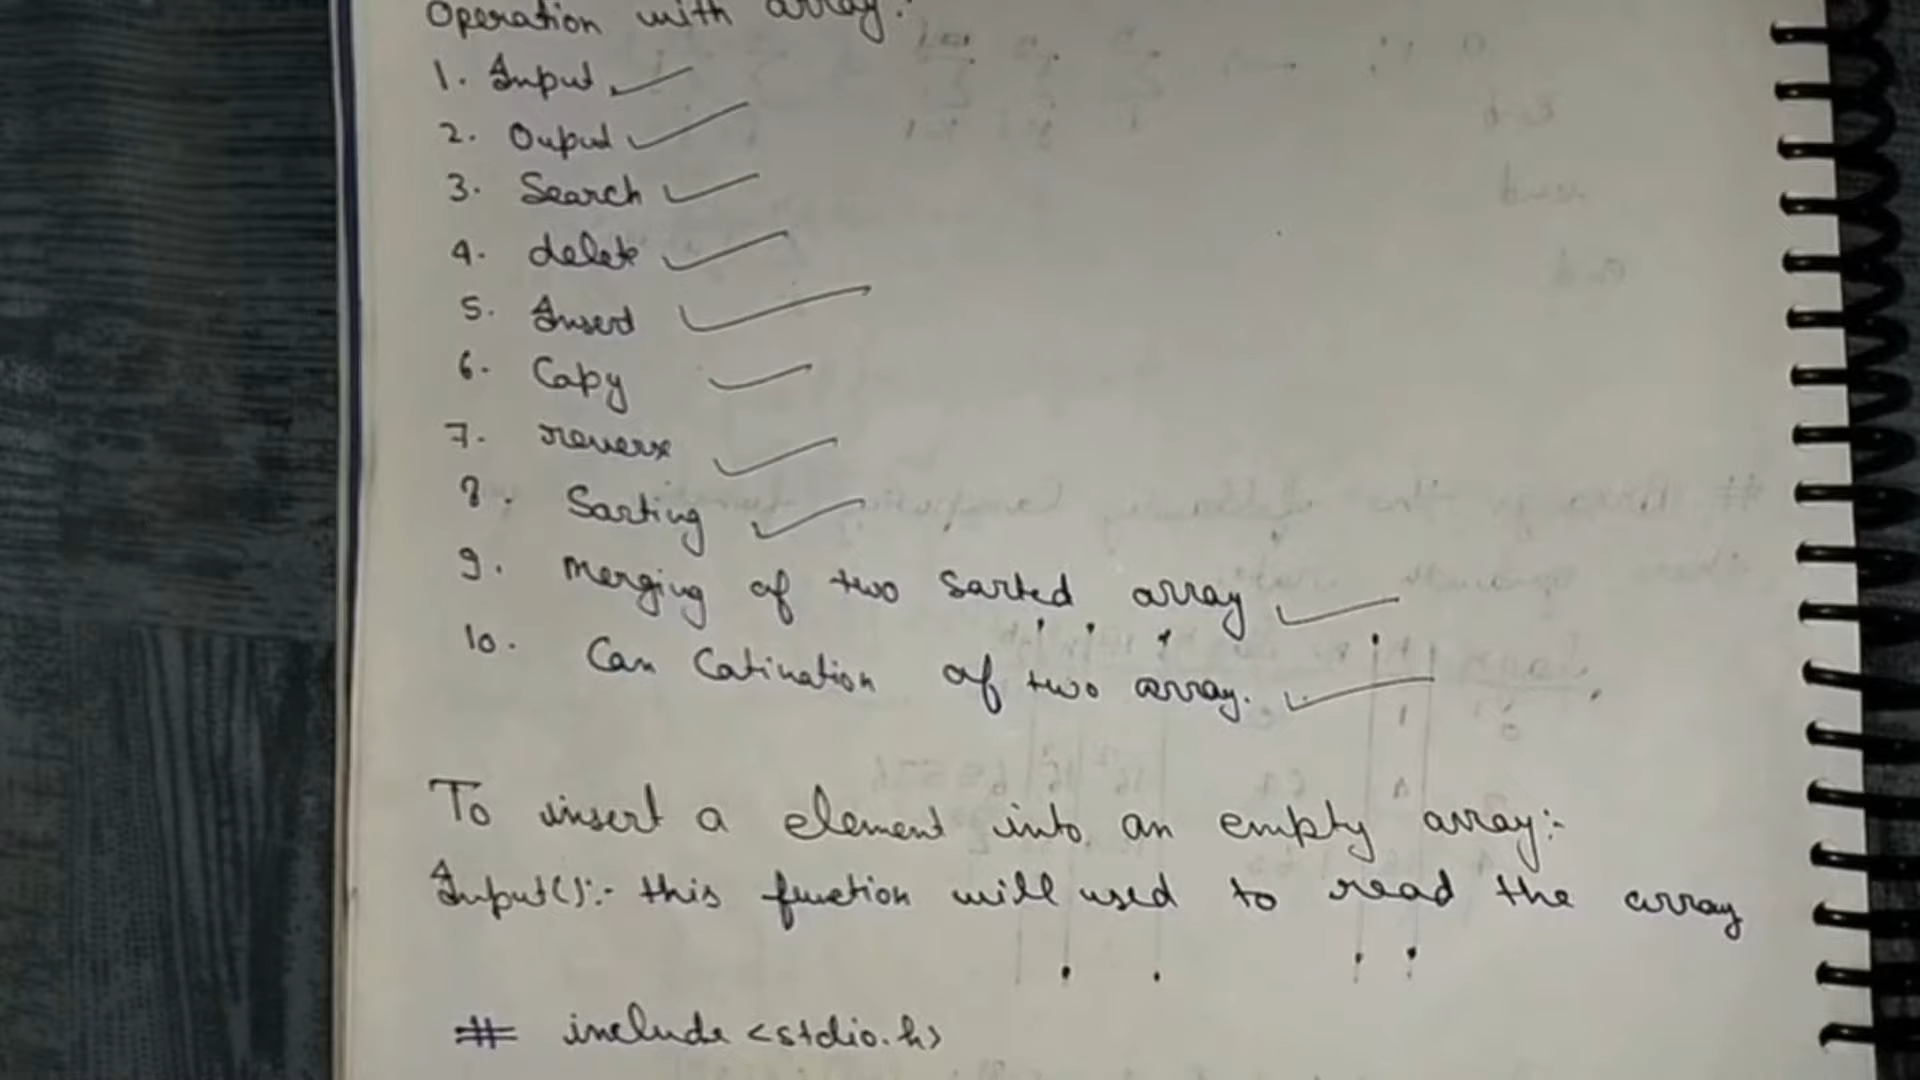 Operation with array:
1. Input
2. Ouput
3. Search
4. delete
5. Insert
6. Copy
7. reverse
8. Sorting
9. Merging of two sorted array
10. Con Catination of two array.
To insert a element into an empty array:-
Input():- this function will used to read the array
# include <stdio.h>